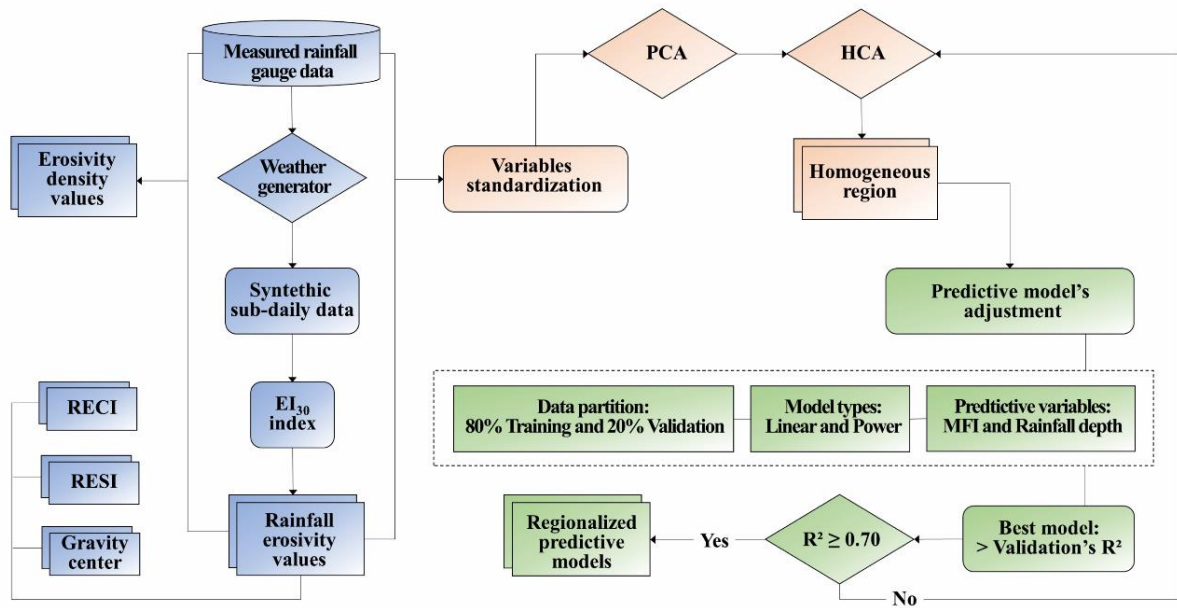 Measured rainfall
gauge data
Erosivity
density
values
Weather
generator
Syntethic
sub-daily data
EI₃₀
index
RECI
RESI
Gravity
center
Rainfall
erosivity
values
Variables
standardization
PCA
HCA
Homogeneous
region
Predictive model's
adjustment
Data partition:
80% Training and 20% Validation
Model types:
Linear and Power
Predtictive variables:
MFI and Rainfall depth
Best model:
> Validation's R²
R² ≥ 0.70
Yes
Regionalized
predictive
models
No